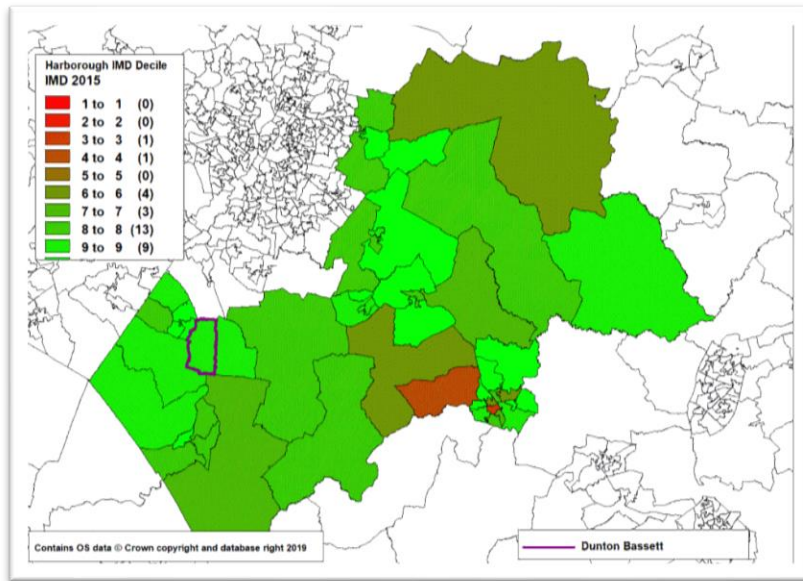 Harborough IMD Decile
IMD 2015
1 to 1 (0)
2 to 2 (0)
3 to 3 (1)
4 to 4 (1)
5 to 5 (0)
6 to 6 (4)
7 to 7 (3)
8 to 8 (13)
9 to 9 (9)
Contains OS data © Crown copyright and database right 2019
Dunton Bassett